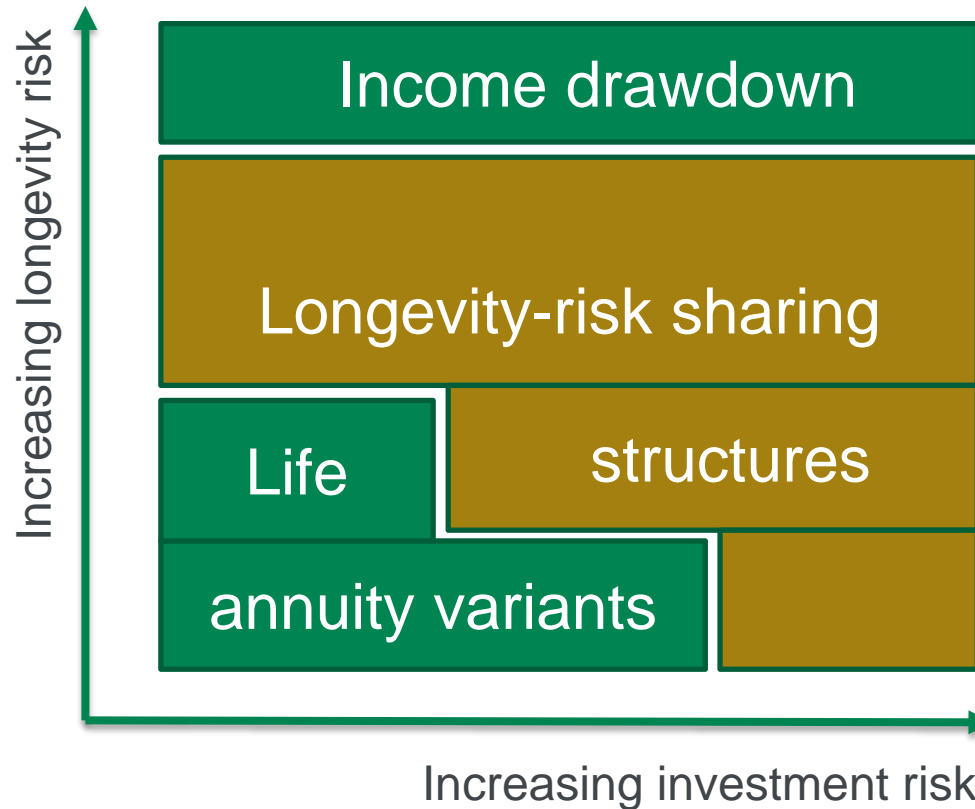 Increasing longevity risk
Income drawdown
Longevity-risk sharing
structures
Life
annuity variants
Increasing investment risk